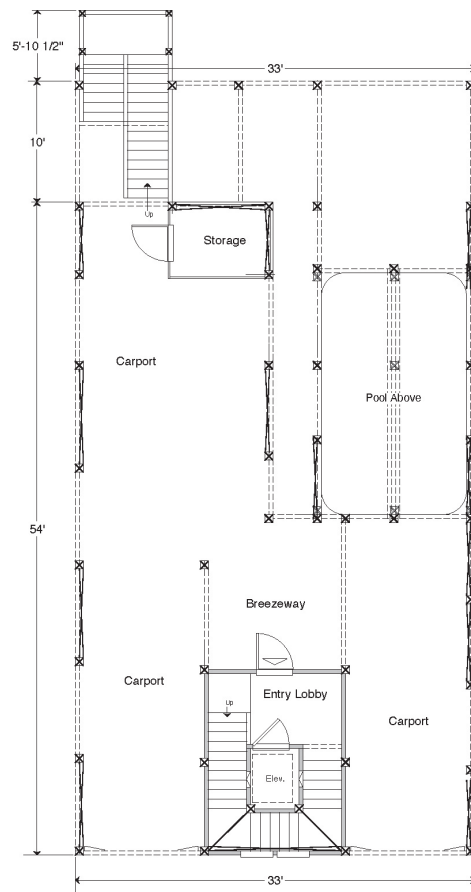 5'-10 1/2"
33'
10'
Up
Storage
Carport
Pool Above
54'
Breezeway
Carport
Entry Lobby
Up
Carport
Elev.
33'